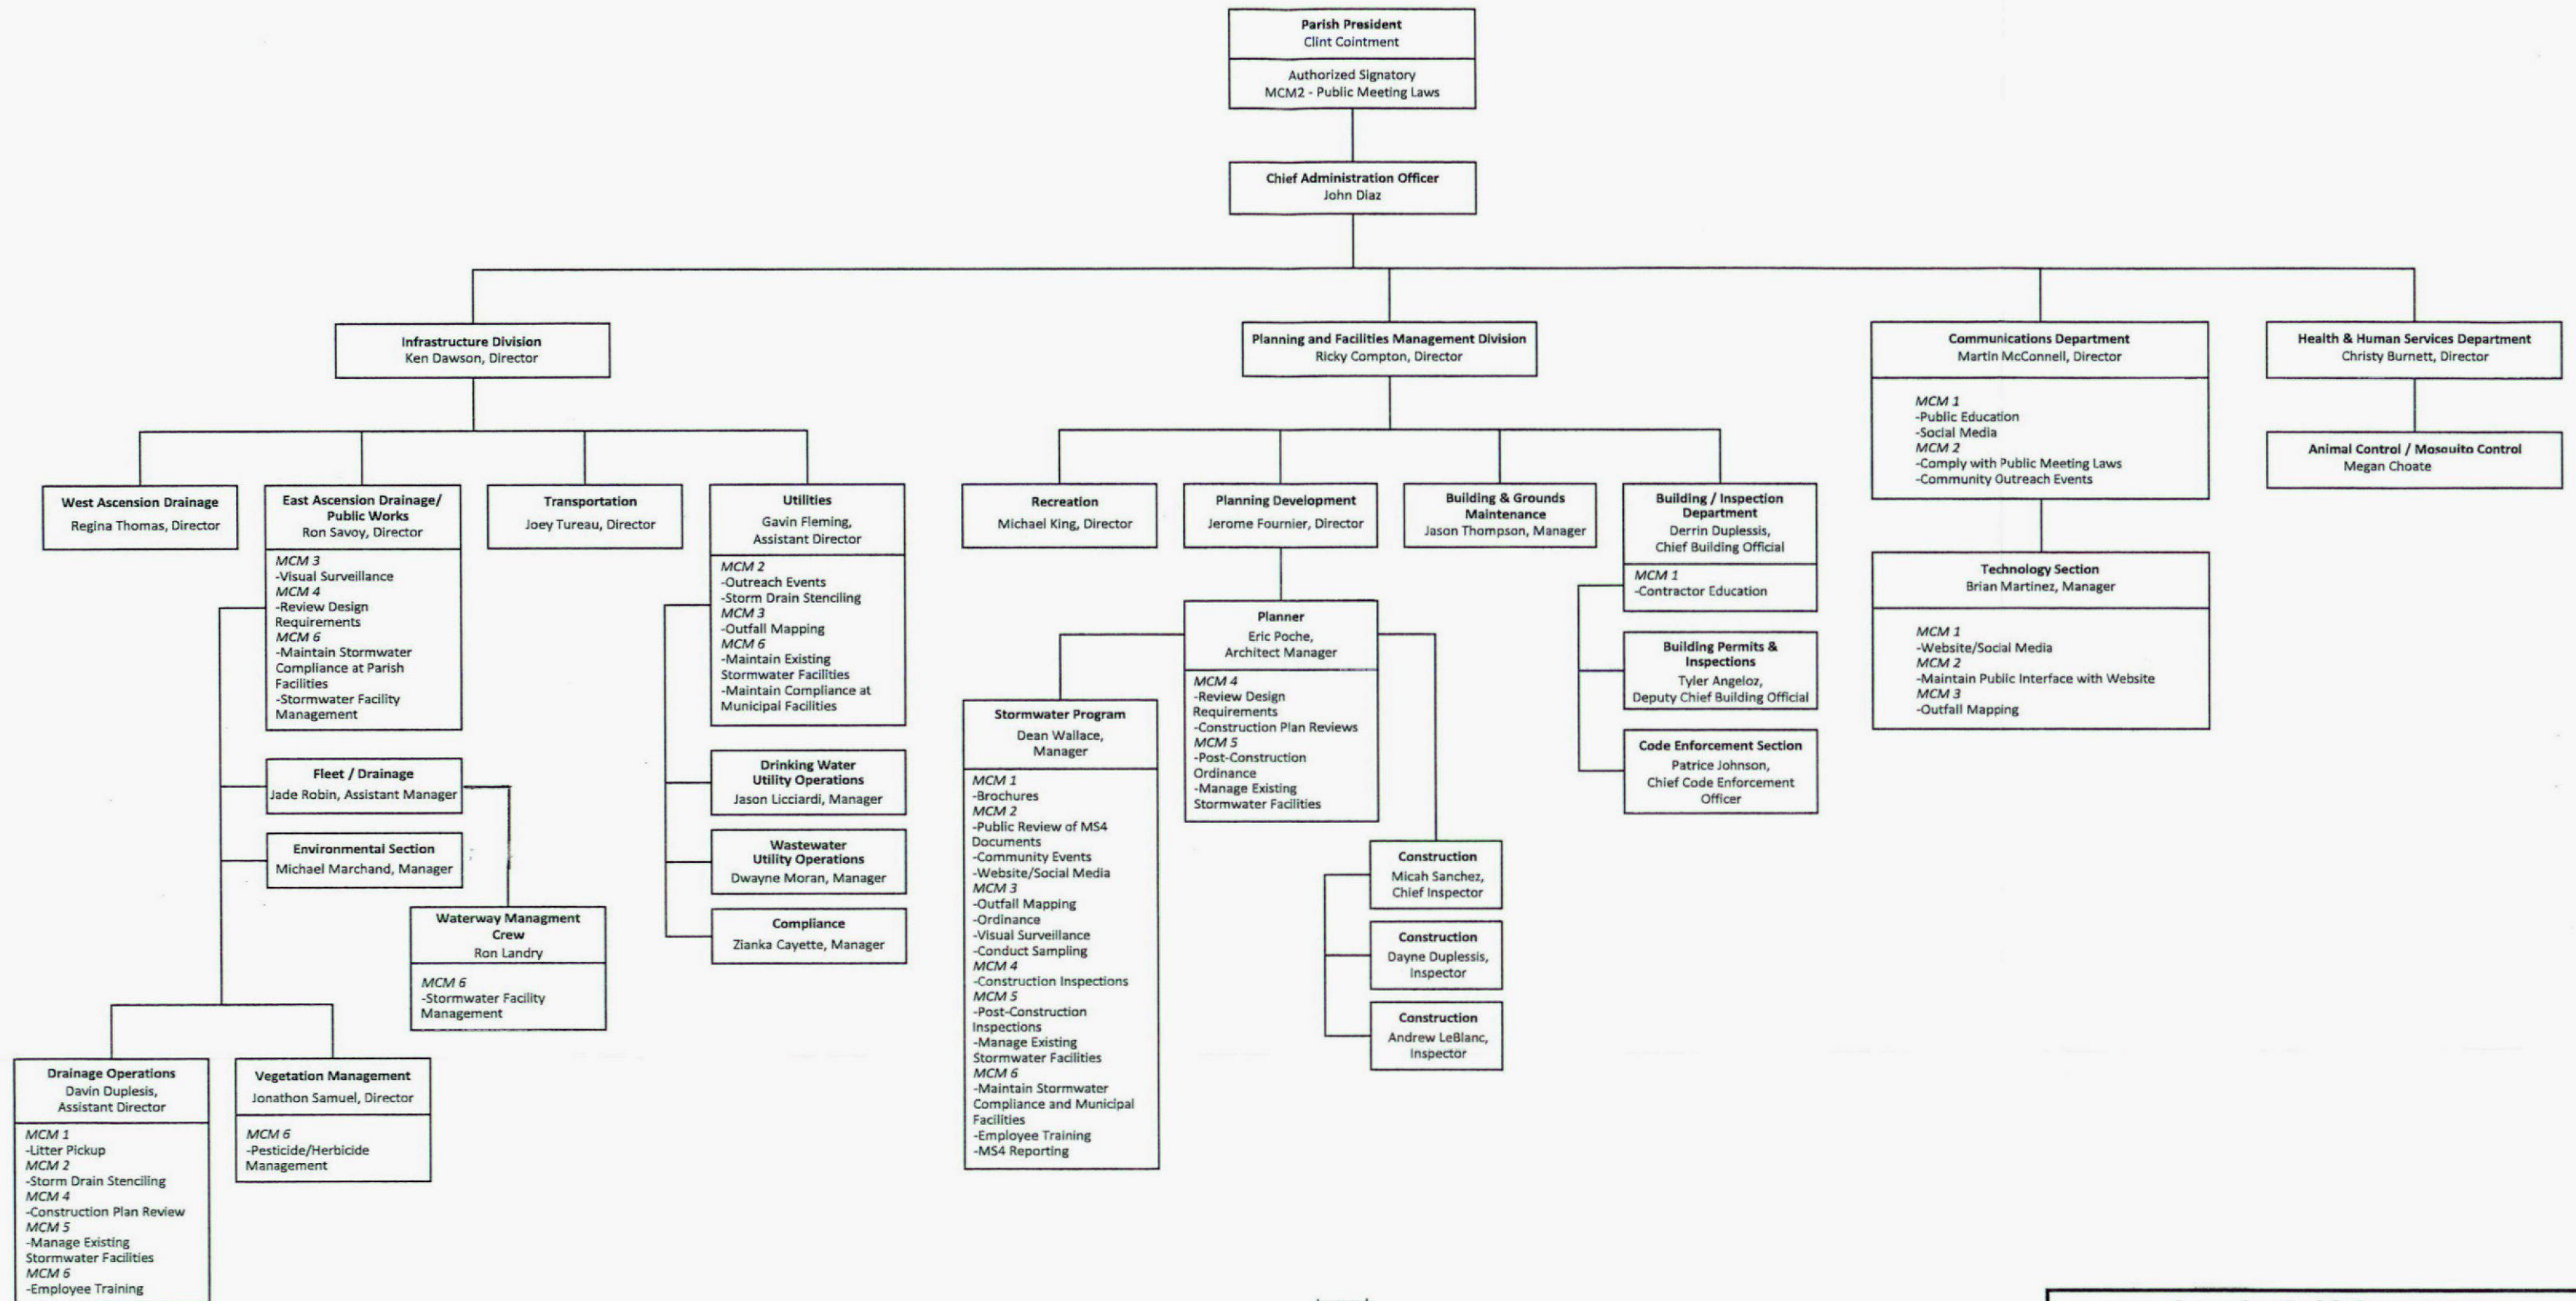 Parish President
Clint Cointment
Authorized Signatory
MCM2 - Public Meeting Laws
Chief Administration Officer
John Diaz
Infrastructure Division
Ken Dawson, Director
Planning and Facilities Management Division
Ricky Compton, Director
Communications Department
Martin McConnell, Director
MCM 1
-Public Education
-Social Media
MCM 2
-Comply with Public Meeting Laws
-Community Outreach Events
Health & Human Services Department
Christy Burnett, Director
Animal Control / Mosquito Control
Megan Choate
West Ascension Drainage
Regina Thomas, Director
East Ascension Drainage/
Public Works
Ron Savoy, Director
MCM 3
-Visual Surveillance
MCM 4
-Review Design
Requirements
MCM 6
-Maintain Stormwater
Compliance at Parish
Facilities
-Stormwater Facility
Management
Transportation
Joey Tureau, Director
Utilities
Gavin Fleming,
Assistant Director
MCM 2
-Outreach Events
-Storm Drain Stenciling
MCM 3
-Outfall Mapping
MCM 6
-Maintain Existing
Stormwater Facilities
-Maintain Compliance at
Municipal Facilities
Recreation
Michael King, Director
Planning Development
Jerome Fournier, Director
Building & Grounds
Maintenance
Jason Thompson, Manager
Building / Inspection
Department
Derrin Duplessis,
Chief Building Official
MCM 1
-Contractor Education
Technology Section
Brian Martinez, Manager
MCM 1
-Website/Social Media
MCM 2
-Maintain Public Interface with Website
MCM 3
-Outfall Mapping
Planner
Eric Poche,
Architect Manager
MCM 4
-Review Design
Requirements
-Construction Plan Reviews
MCM 5
-Post-Construction
Ordinance
-Manage Existing
Stormwater Facilities
Building Permits &
Inspections
Tyler Angeloz,
Deputy Chief Building Official
Code Enforcement Section
Patrice Johnson,
Chief Code Enforcement
Officer
Stormwater Program
Dean Wallace,
Manager
MCM 1
-Brochures
MCM 2
-Public Review of MS4
Documents
-Community Events
-Website/Social Media
MCM 3
-Outfall Mapping
-Ordinance
-Visual Surveillance
-Conduct Sampling
MCM 4
-Construction Inspections
MCM 5
-Post-Construction
Inspections
-Manage Existing
Stormwater Facilities
MCM 6
-Maintain Stormwater
Compliance and Municipal
Facilities
-Employee Training
-MS4 Reporting
Fleet / Drainage
Jade Robin, Assistant Manager
Environmental Section
Michael Marchand, Manager
Drinking Water
Utility Operations
Jason Licciardi, Manager
Wastewater
Utility Operations
Dwayne Moran, Manager
Compliance
Zianka Cayette, Manager
Waterway Managment
Crew
Ron Landry
MCM 6
-Stormwater Facility
Management
Construction
Micah Sanchez,
Chief Inspector
Construction
Dayne Duplessis,
Inspector
Construction
Andrew LeBlanc,
Inspector
Drainage Operations
Davin Duplesis,
Assistant Director
MCM 1
-Litter Pickup
MCM 2
-Storm Drain Stenciling
MCM 4
-Construction Plan Review
MCM 5
-Manage Existing
Stormwater Facilities
MCM 6
-Employee Training
Vegetation Management
Jonathon Samuel, Director
MCM 6
-Pesticide/Herbicide
Management